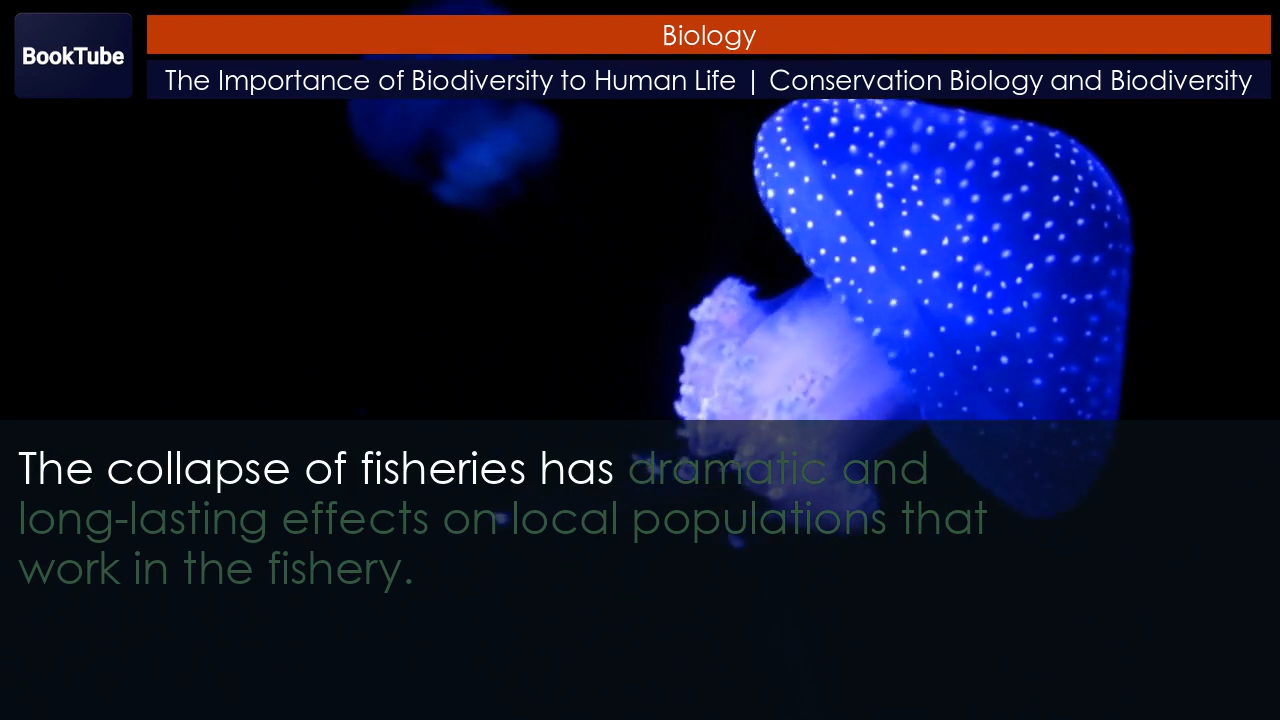 BookTube
Biology
The Importance of Biodiversity to Human Life | Conservation Biology and Biodiversity
The collapse of fisheries has dramatic and
long-lasting effects on local populations that
work in the fishery.